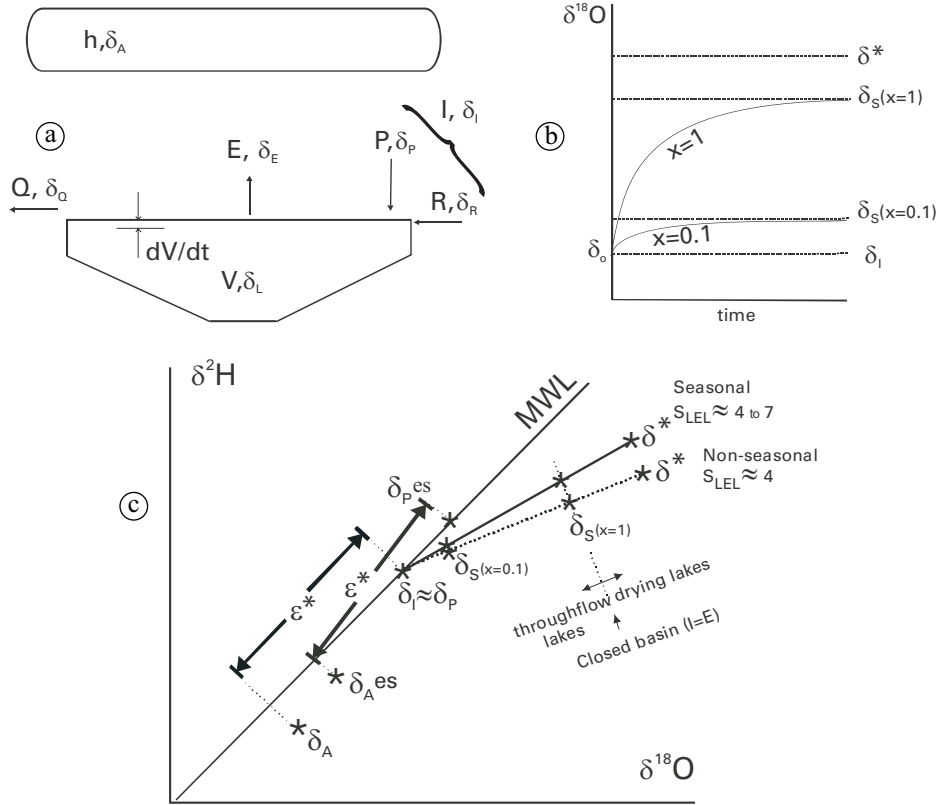 h,δA
a
I, δI
E, δE
P,δP
Q, δQ
R,δR
dV/dt
V,δL
δ18O
b
δ*
δS(x=1)
x=1
δS(x=0.1)
x=0.1
δo
δI
time
c
δ2H
MWL
Seasonal
SLEL≈ 4 to 7
δ*
Non-seasonal
SLEL≈ 4
δ*
δPes
δS(x=1)
δS(x=0.1)
ε*
ε*
δI≈δP
throughflow drying lakes
lakes
Closed basin (I=E)
δAes
δA
δ18O